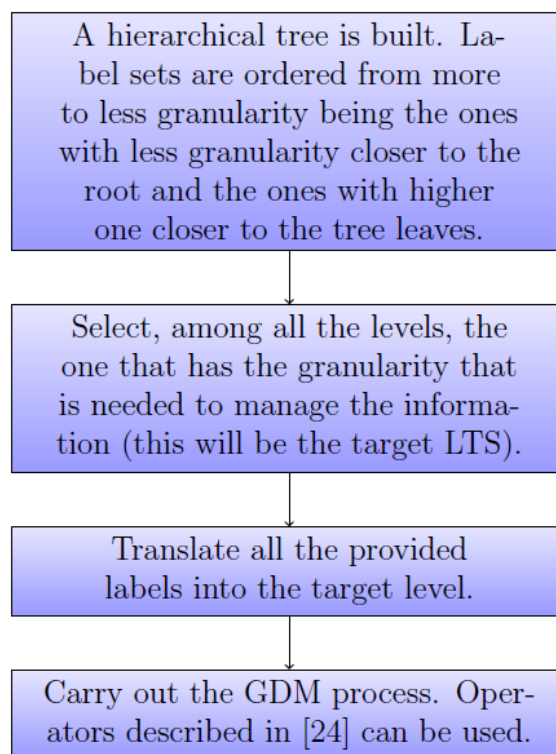 A hierarchical tree is built. La-
bel sets are ordered from more
to less granularity being the ones
with less granularity closer to the
root and the ones with higher
one closer to the tree leaves.
Select, among all the levels, the
one that has the granularity that
is needed to manage the informa-
tion (this will be the target LTS).
Translate all the provided
labels into the target level.
Carry out the GDM process. Oper-
ators described in [24] can be used.